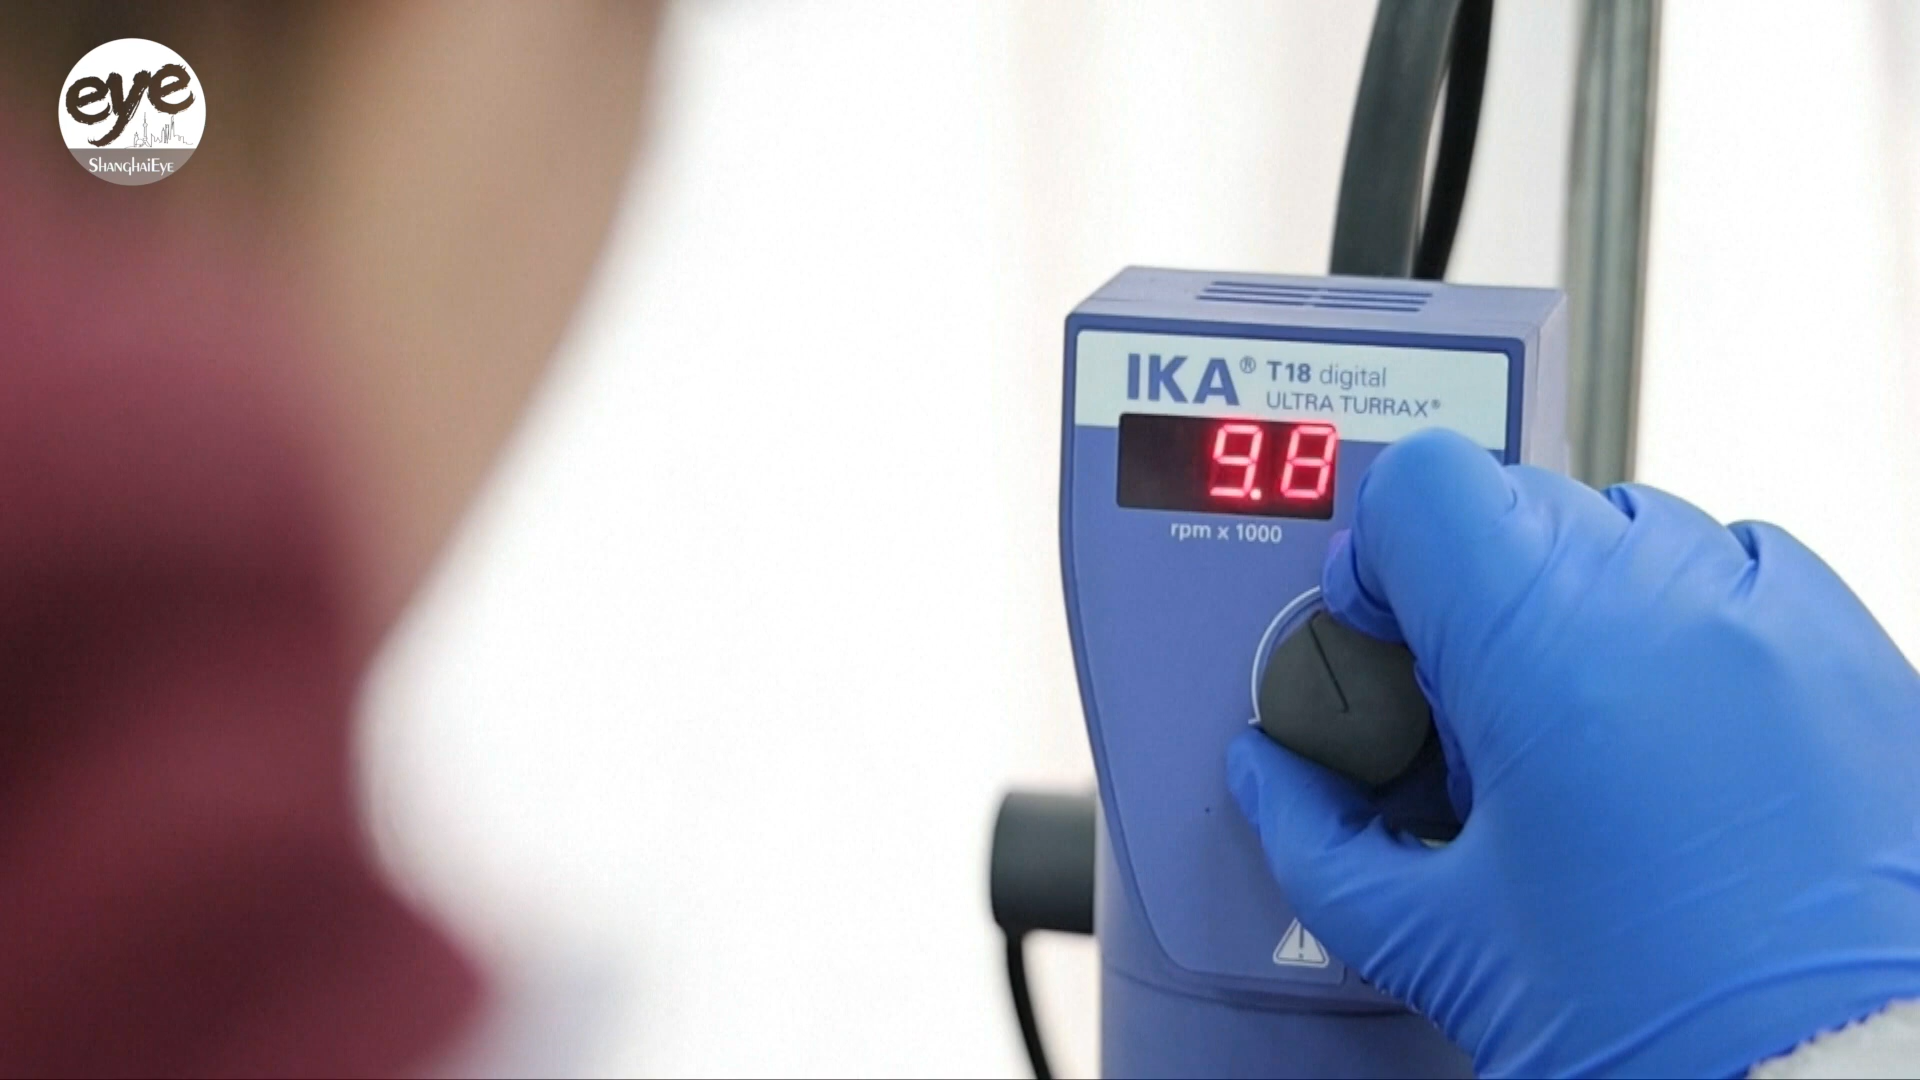 eye
SHANGHAIEYE
IKA® T18 digital
ULTRA TURRAX®
9.8
rpm x 1000